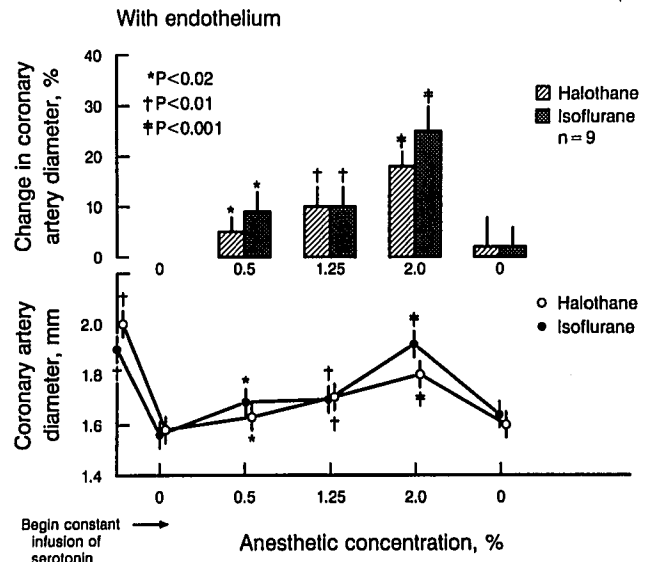 With endothelium
Change in coronary
artery diameter, %
40
30
20
10
0
*P<0.02
†P<0.01
‡P<0.001
Halothane
Isoflurane
n=9
* * † † ‡ ‡
0 0.5 1.25 2.0 0
Coronary artery
diameter, mm
2.0
1.8
1.6
1.4
† † * * † † ‡ ‡
Halothane
Isoflurane
0 0.5 1.25 2.0 0
Begin constant
infusion of
serotonin
Anesthetic concentration, %